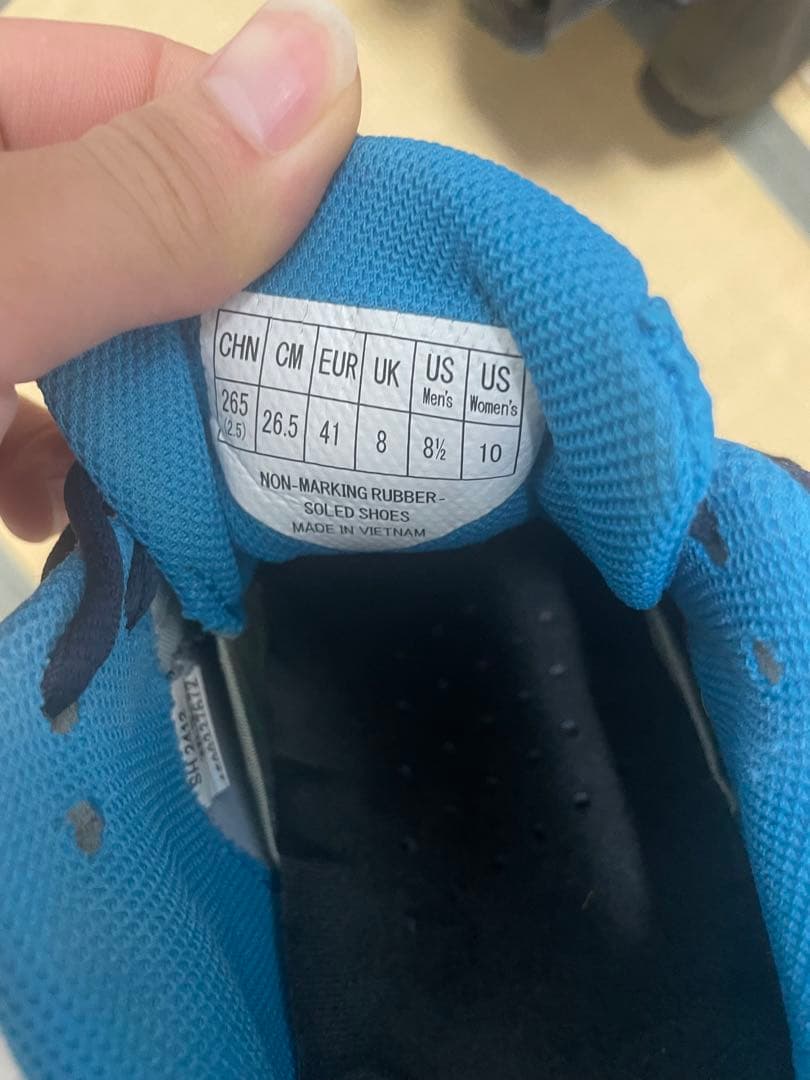 CHN CM EUR UK US Men's US Women's
265 (2.5) 26.5 41 8 8½ 10
NON-MARKING RUBBER-
SOLED SHOES
MADE IN VIETNAM